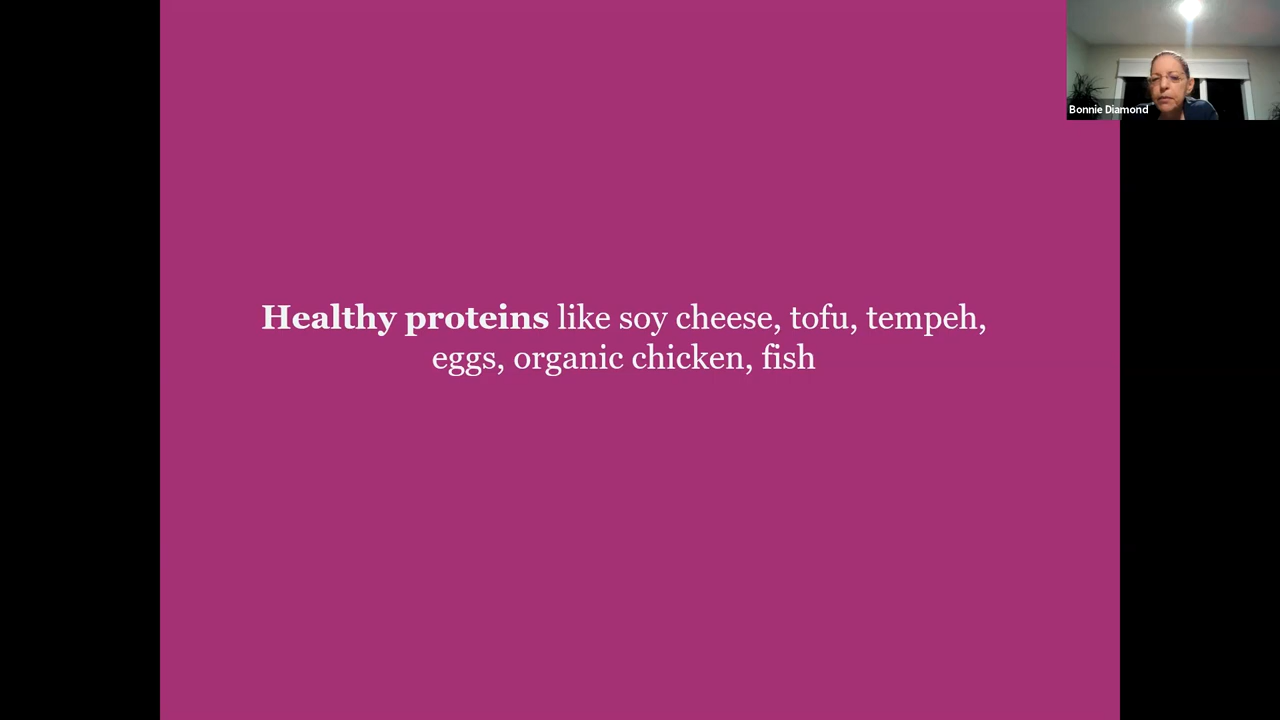 Bonnie Diamond
Healthy proteins like soy cheese, tofu, tempeh,
eggs, organic chicken, fish